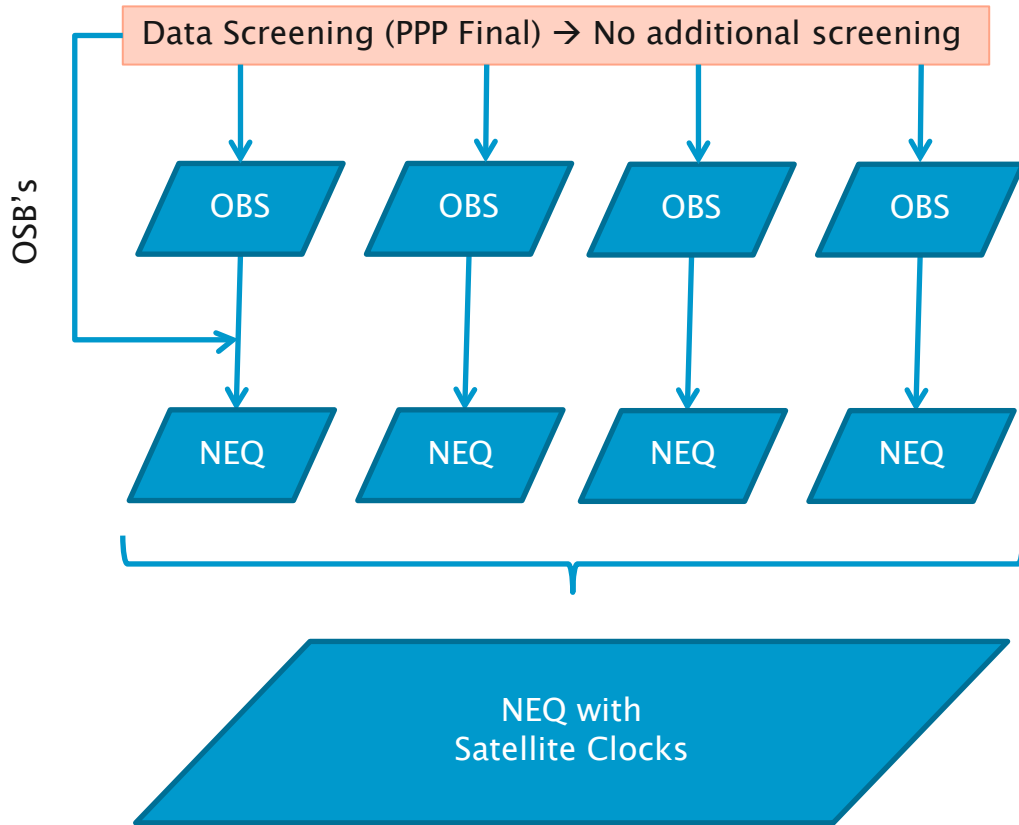 Data Screening (PPP Final) → No additional screening
OSB's
OBS
OBS
OBS
OBS
NEQ
NEQ
NEQ
NEQ
NEQ with
Satellite Clocks